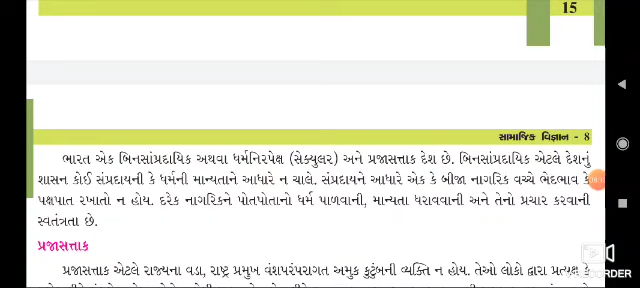 15
સામાજિક વિજ્ઞાન - 8
ભારત એક બિનસાંપ્રદાયિક અથવા ધર્મનિરપેક્ષ (સેક્યુલર) અને પ્રજાસત્તાક દેશ છે. બિનસાંપ્રદાયિક એટલે દેશનું
શાસન કોઈ સંપ્રદાયની કે ધર્મની માન્યતાને આધારે ન ચાલે. સંપ્રદાયને આધારે એક કે બીજા નાગરિક વચ્ચે ભેદભાવ કે
પક્ષપાત રખાતો ન હોય. દરેક નાગરિકને પોતપોતાનો ધર્મ પાળવાની, માન્યતા ધરાવવાની અને તેનો પ્રચાર કરવાની
સ્વતંત્રતા છે.
પ્રજાસત્તાક
પ્રજાસત્તાક એટલે રાજ્યના વડા, રાષ્ટ્ર પ્રમુખ વંશપરંપરાગત અમુક કુટુંબની વ્યક્તિ ન હોય. તેઓ લોકો દ્વારા પ્રત્યક્ષ કે